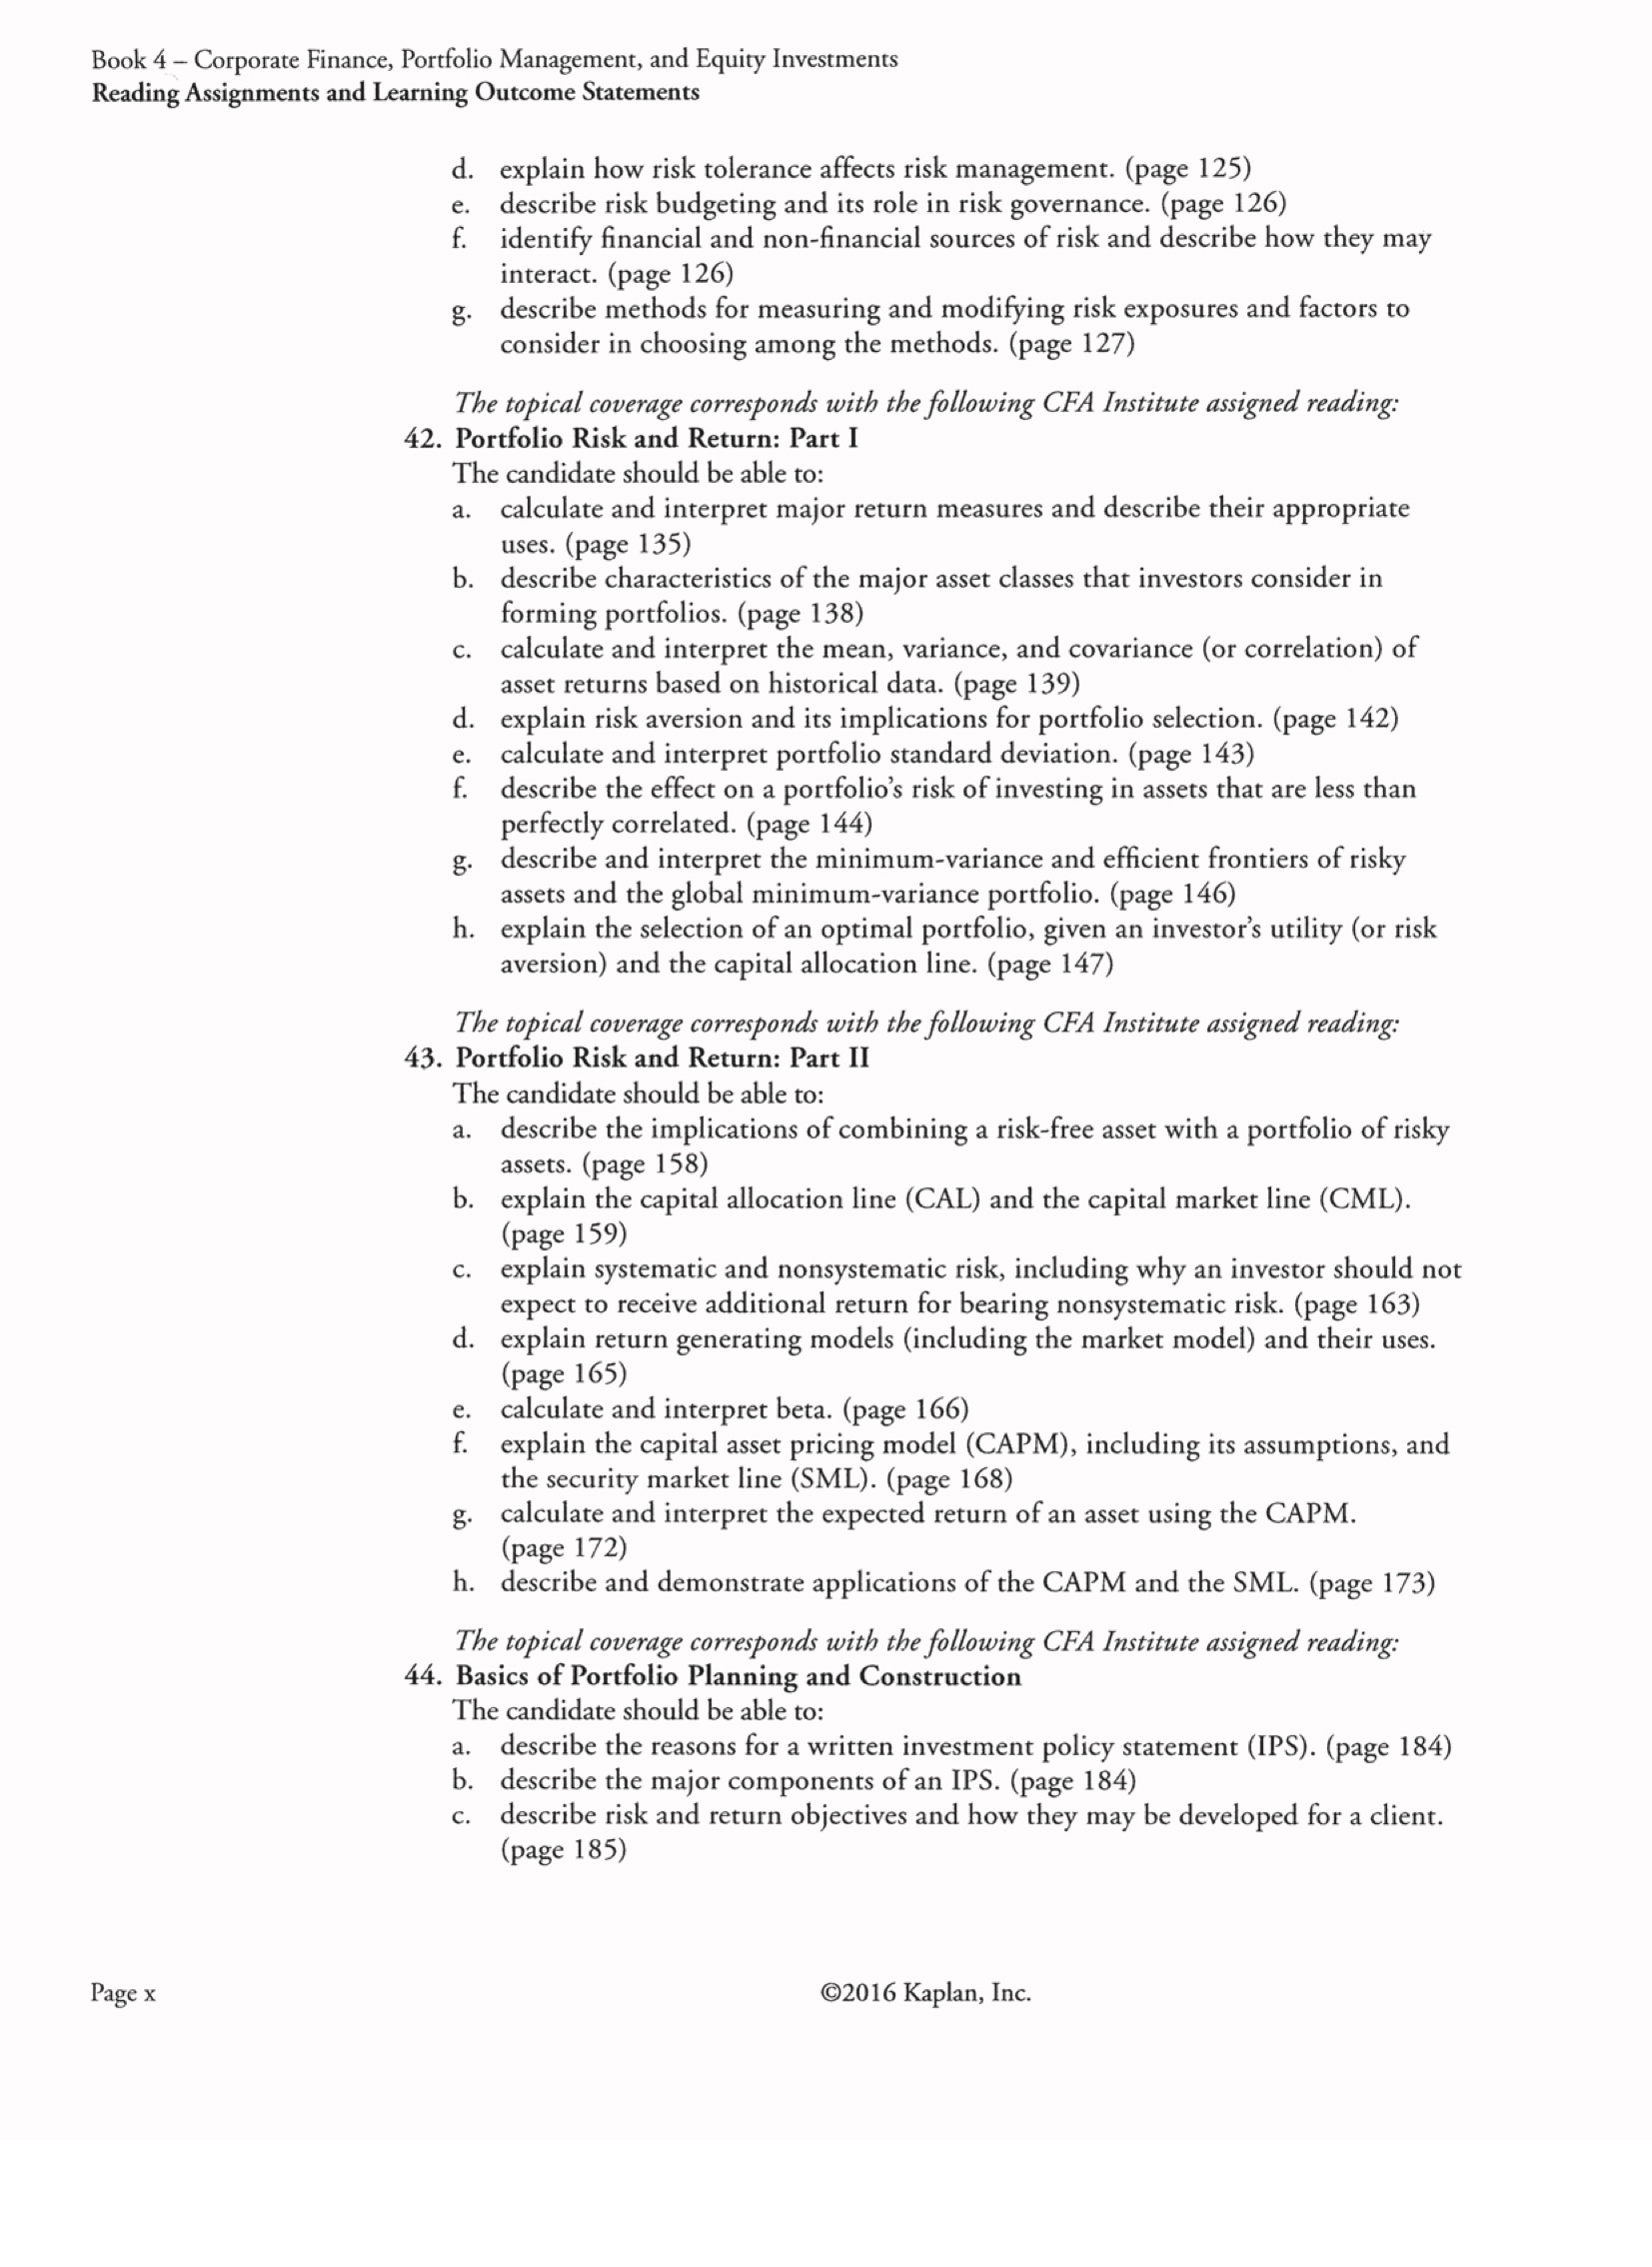 Book 4 – Corporate Finance, Portfolio Management, and Equity Investments
Reading Assignments and Learning Outcome Statements
d. explain how risk tolerance affects risk management. (page 125)
e. describe risk budgeting and its role in risk governance. (page 126)
f. identify financial and non-financial sources of risk and describe how they may
interact. (page 126)
g. describe methods for measuring and modifying risk exposures and factors to
consider in choosing among the methods. (page 127)
The topical coverage corresponds with the following CFA Institute assigned reading:
42. Portfolio Risk and Return: Part I
The candidate should be able to:
a. calculate and interpret major return measures and describe their appropriate
uses. (page 135)
b. describe characteristics of the major asset classes that investors consider in
forming portfolios. (page 138)
c. calculate and interpret the mean, variance, and covariance (or correlation) of
asset returns based on historical data. (page 139)
d. explain risk aversion and its implications for portfolio selection. (page 142)
e. calculate and interpret portfolio standard deviation. (page 143)
f. describe the effect on a portfolio’s risk of investing in assets that are less than
perfectly correlated. (page 144)
g. describe and interpret the minimum-variance and efficient frontiers of risky
assets and the global minimum-variance portfolio. (page 146)
h. explain the selection of an optimal portfolio, given an investor’s utility (or risk
aversion) and the capital allocation line. (page 147)
The topical coverage corresponds with the following CFA Institute assigned reading:
43. Portfolio Risk and Return: Part II
The candidate should be able to:
a. describe the implications of combining a risk-free asset with a portfolio of risky
assets. (page 158)
b. explain the capital allocation line (CAL) and the capital market line (CML).
(page 159)
c. explain systematic and nonsystematic risk, including why an investor should not
expect to receive additional return for bearing nonsystematic risk. (page 163)
d. explain return generating models (including the market model) and their uses.
(page 165)
e. calculate and interpret beta. (page 166)
f. explain the capital asset pricing model (CAPM), including its assumptions, and
the security market line (SML). (page 168)
g. calculate and interpret the expected return of an asset using the CAPM.
(page 172)
h. describe and demonstrate applications of the CAPM and the SML. (page 173)
The topical coverage corresponds with the following CFA Institute assigned reading:
44. Basics of Portfolio Planning and Construction
The candidate should be able to:
a. describe the reasons for a written investment policy statement (IPS). (page 184)
b. describe the major components of an IPS. (page 184)
c. describe risk and return objectives and how they may be developed for a client.
(page 185)
Page x
©2016 Kaplan, Inc.